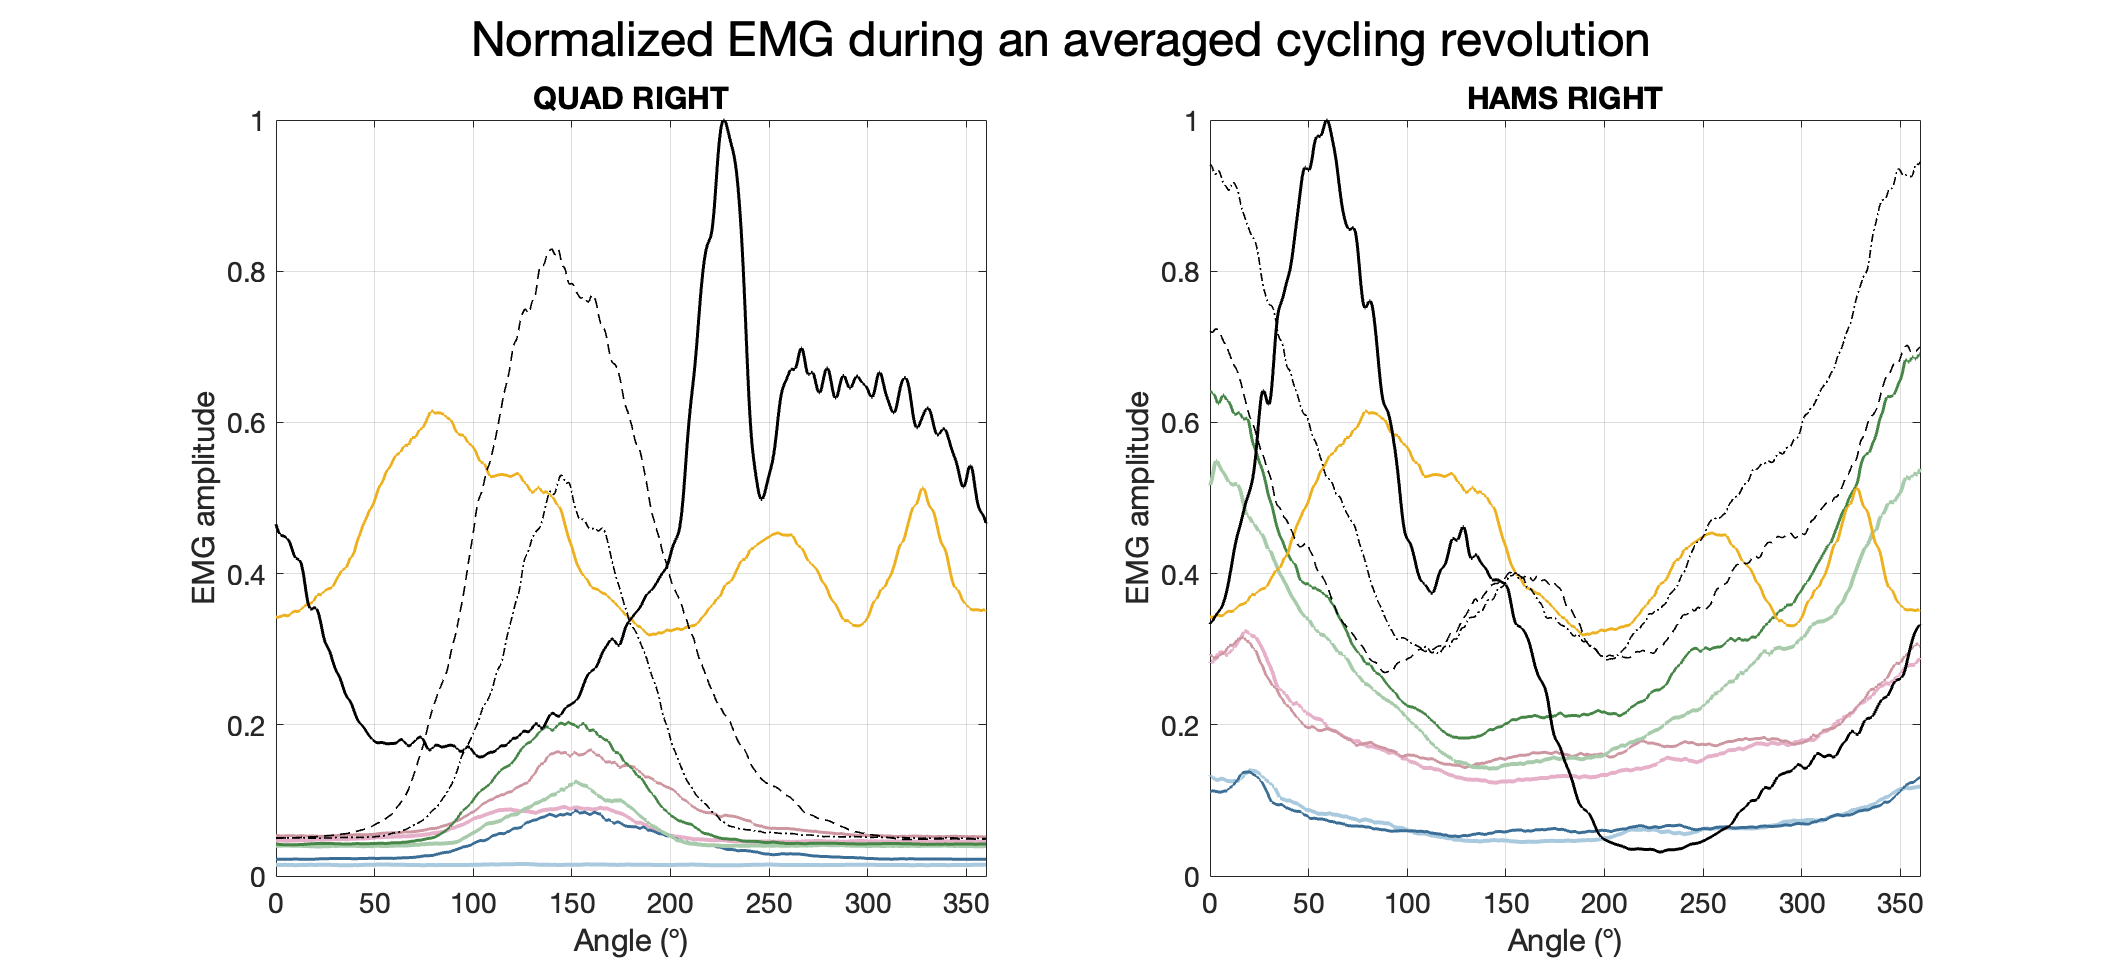 Normalized EMG during an averaged cycling revolution
QUAD RIGHT
EMG amplitude
1
0.8
0.6
0.4
0.2
0
0 50 100 150 200 250 300 350
Angle (°)
HAMS RIGHT
EMG amplitude
1
0.8
0.6
0.4
0.2
0
0 50 100 150 200 250 300 350
Angle (°)